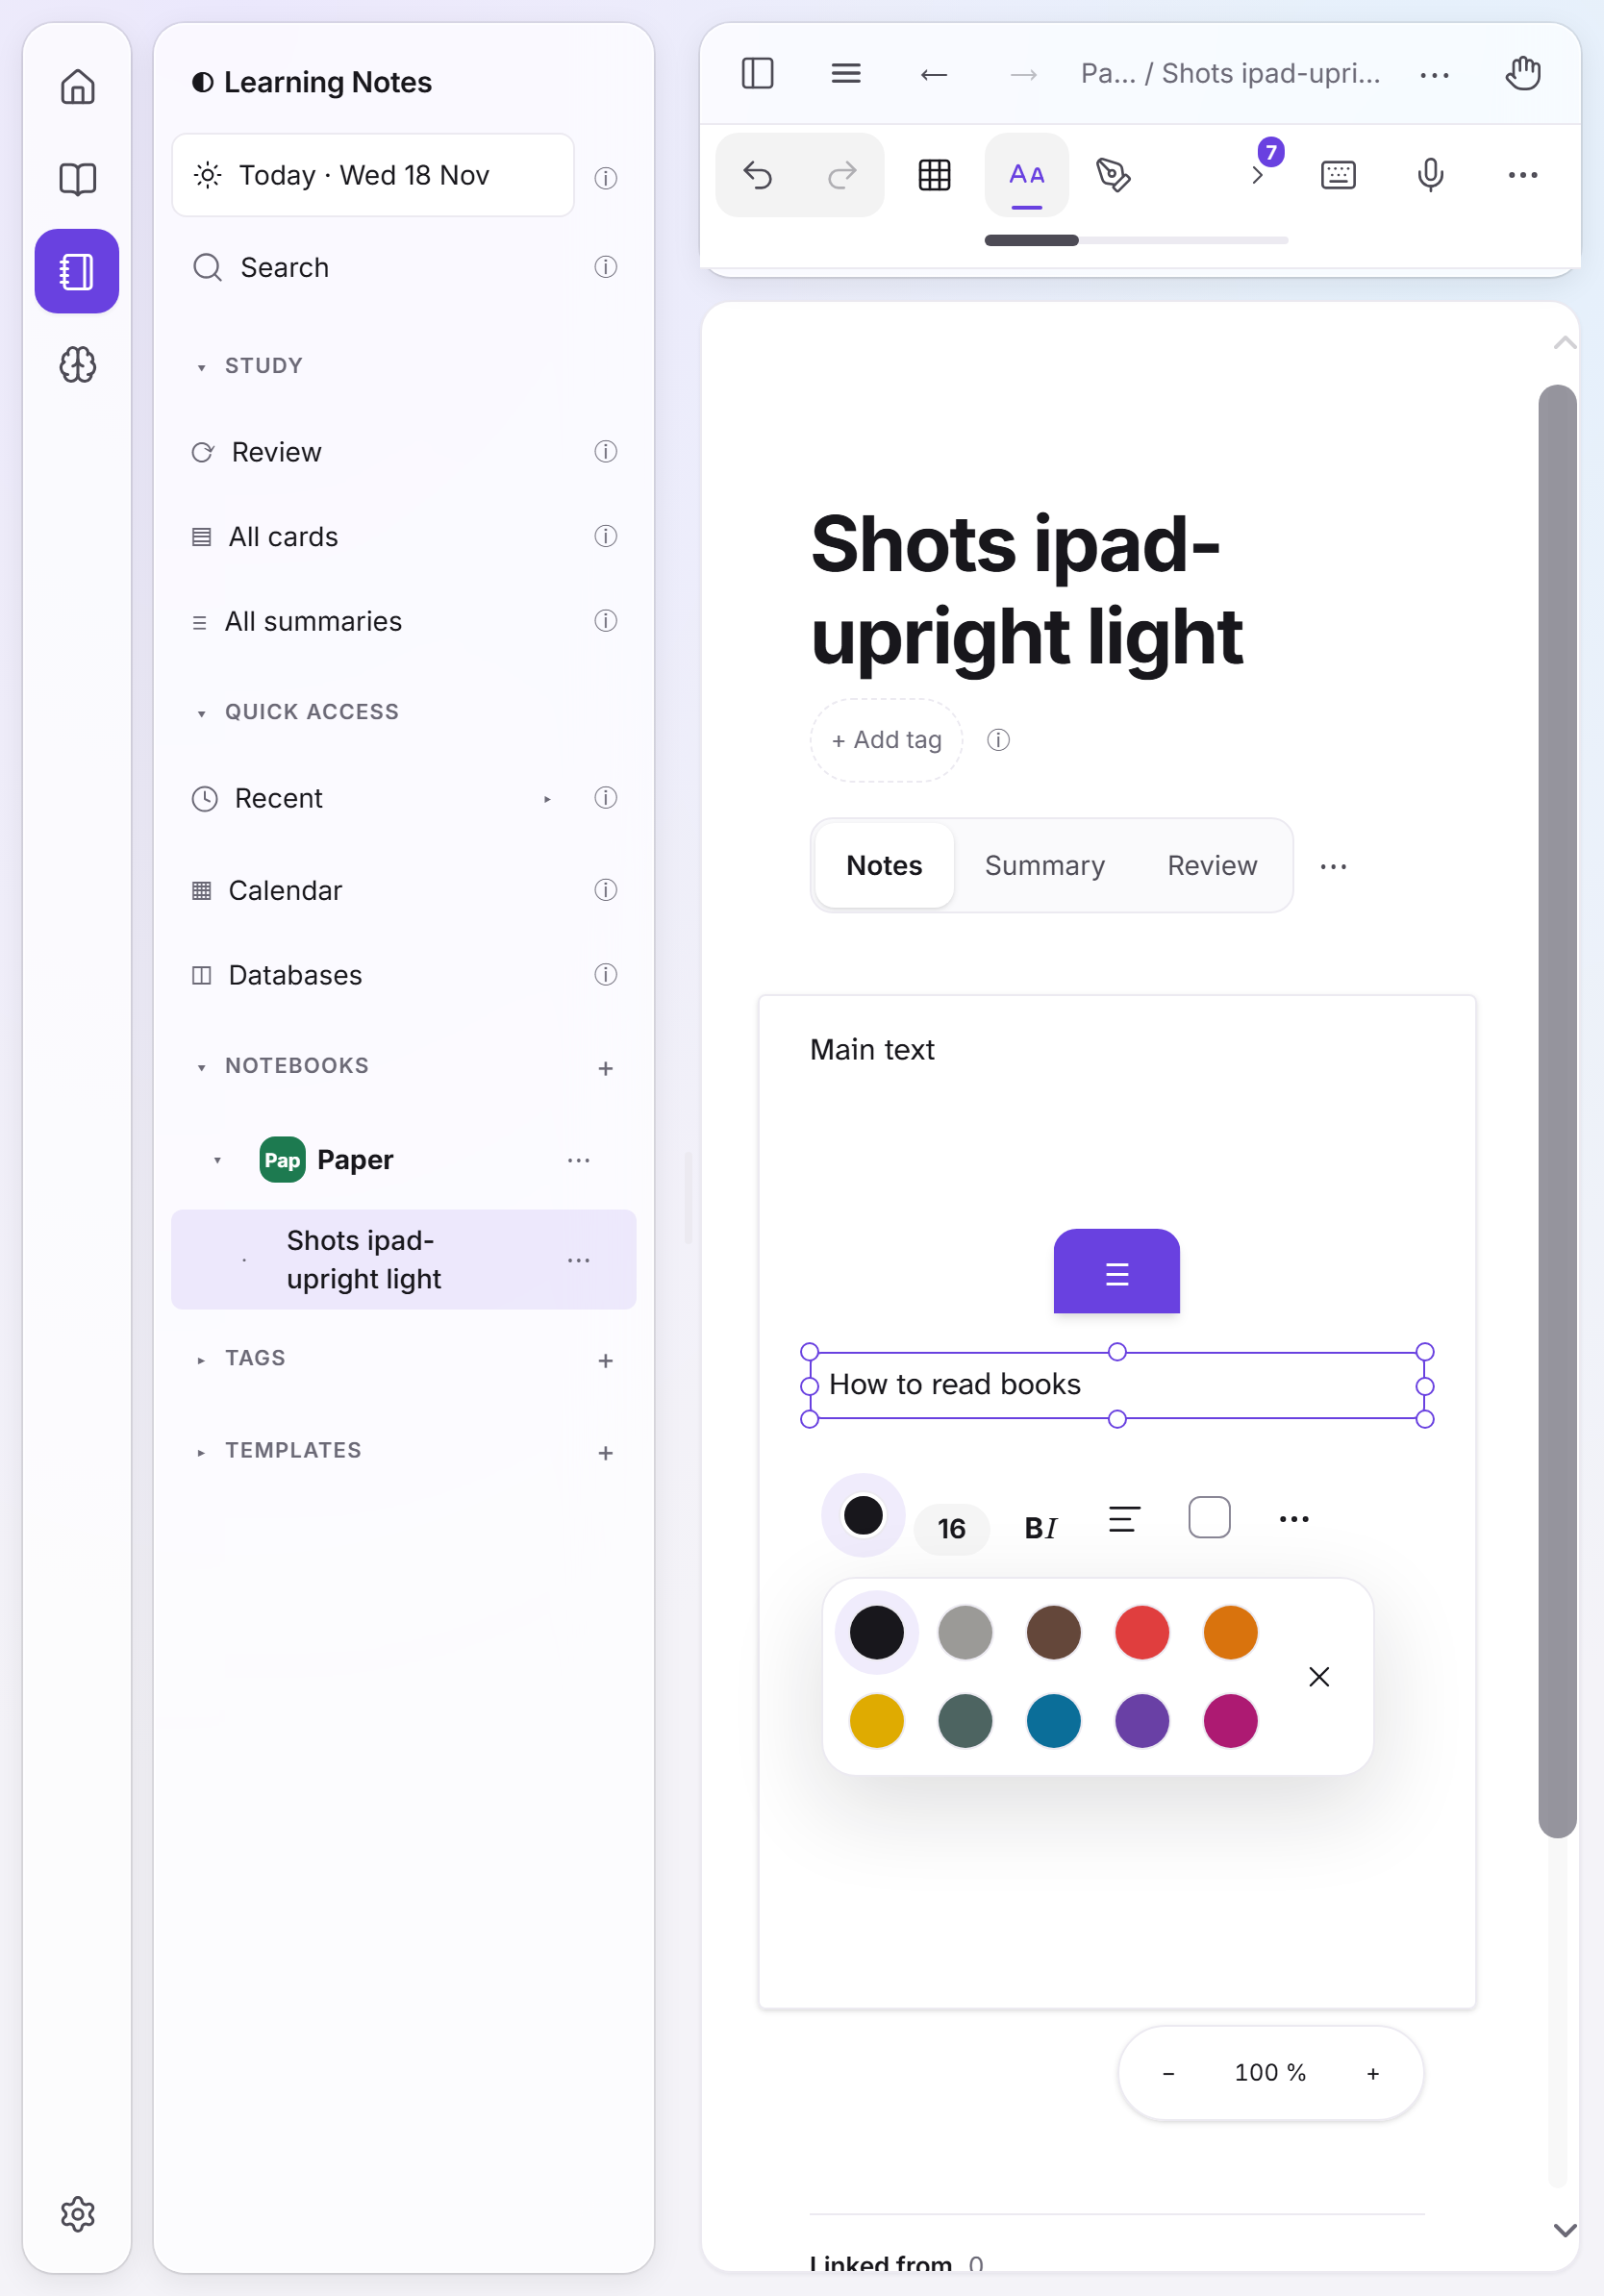 Learning Notes
Today · Wed 18 Nov
Search
STUDY
Review
All cards
All summaries
QUICK ACCESS
Recent
Calendar
Databases
NOTEBOOKS
Pap Paper
Shots ipad-
upright light
TAGS
TEMPLATES
Pa... / Shots ipad-upri...
AA
7
Shots ipad-
upright light
+ Add tag
Notes Summary Review
Main text
How to read books
16 BI
− 100 % +
Linked from 0